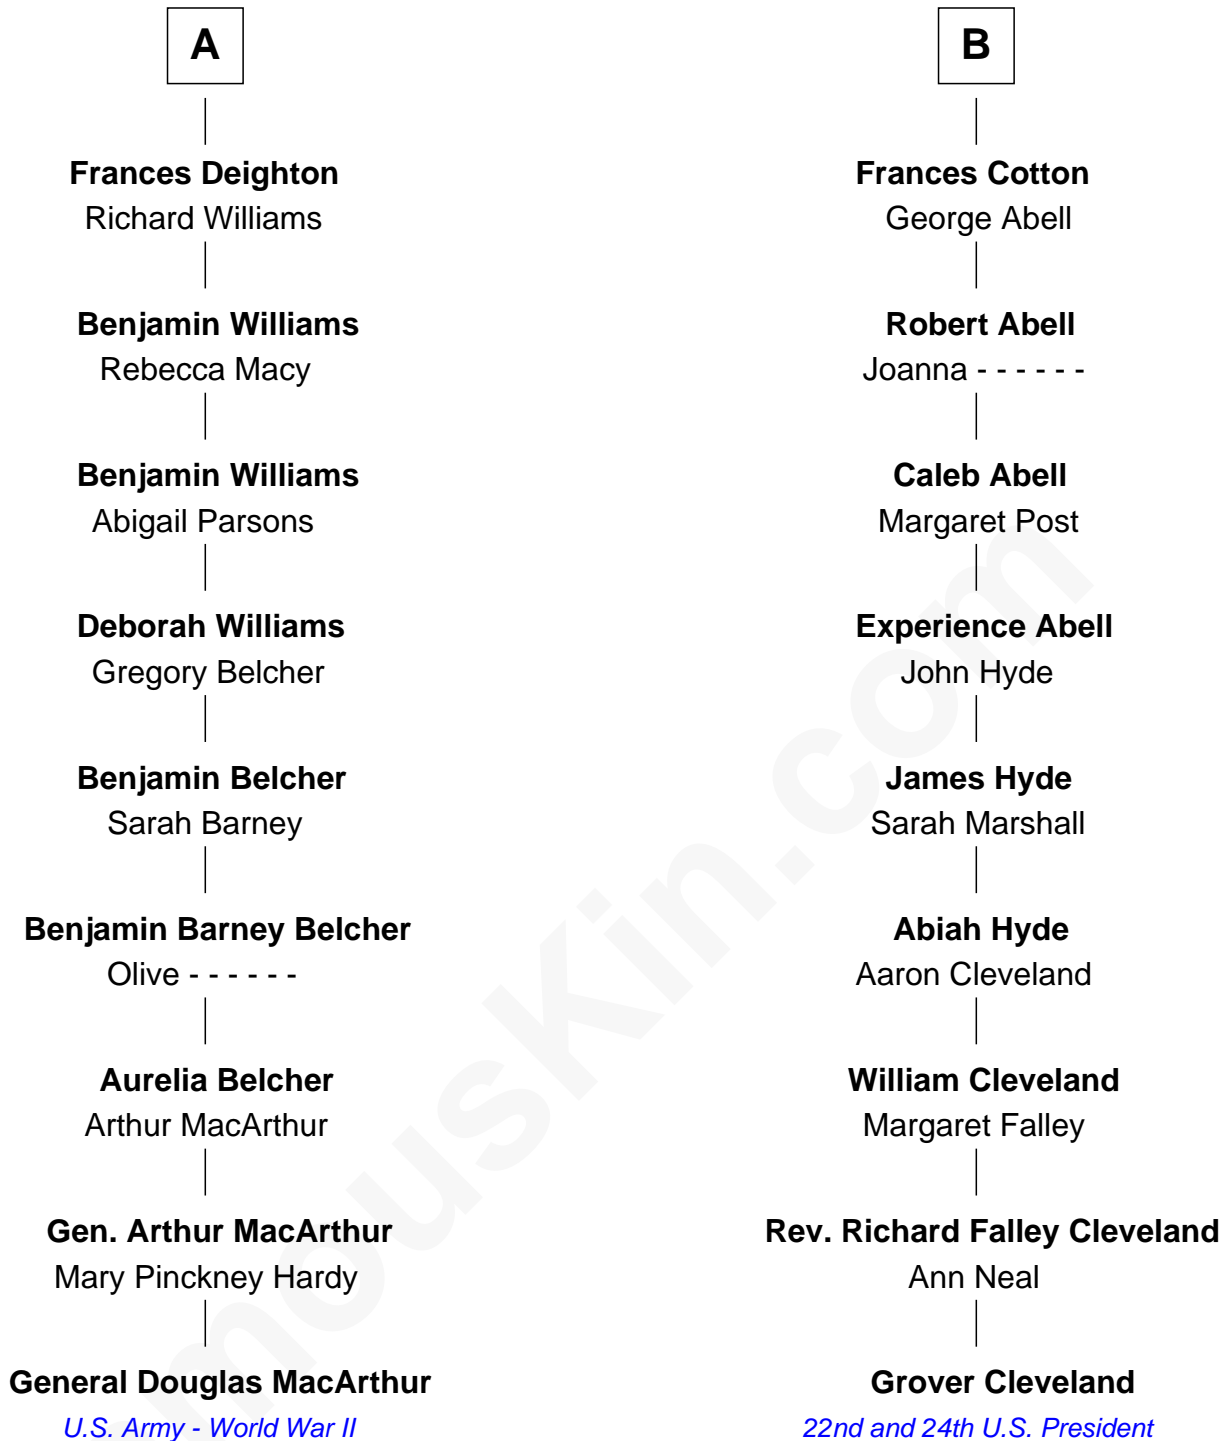 A
Frances Deighton
Richard Williams
Benjamin Williams
Rebecca Macy
Benjamin Williams
Abigail Parsons
Deborah Williams
Gregory Belcher
Benjamin Belcher
Sarah Barney
Benjamin Barney Belcher
Olive - - - - - -
Aurelia Belcher
Arthur MacArthur
Gen. Arthur MacArthur
Mary Pinckney Hardy
General Douglas MacArthur
U.S. Army - World War II
B
Frances Cotton
George Abell
Robert Abell
Joanna - - - - - -
Caleb Abell
Margaret Post
Experience Abell
John Hyde
James Hyde
Sarah Marshall
Abiah Hyde
Aaron Cleveland
William Cleveland
Margaret Falley
Rev. Richard Falley Cleveland
Ann Neal
Grover Cleveland
22nd and 24th U.S. President